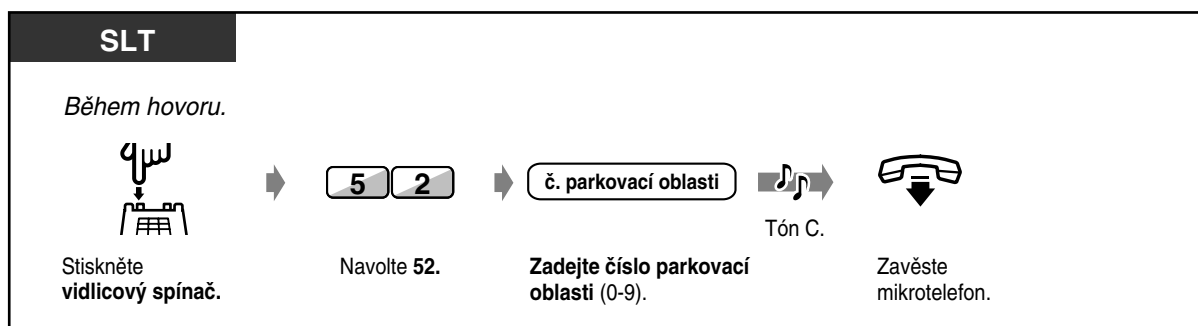 SLT
Během hovoru.
5 2
č. parkovací oblasti
Tón C.
Stiskněte
vidlicový spínač.
Navolte 52.
Zadejte číslo parkovací
oblasti (0-9).
Zavěste
mikrotelefon.